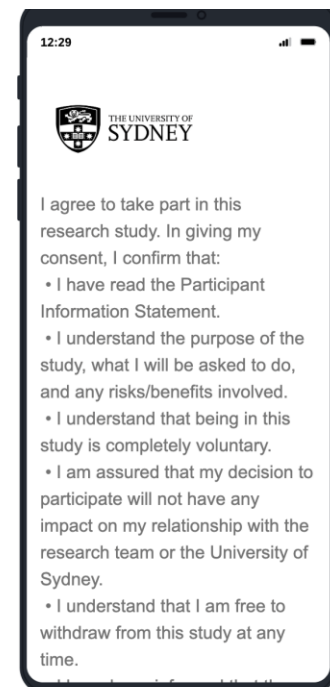 12:29
THE UNIVERSITY OF
SYDNEY
I agree to take part in this
research study. In giving my
consent, I confirm that:
• I have read the Participant
Information Statement.
• I understand the purpose of the
study, what I will be asked to do,
and any risks/benefits involved.
• I understand that being in this
study is completely voluntary.
• I am assured that my decision to
participate will not have any
impact on my relationship with the
research team or the University of
Sydney.
• I understand that I am free to
withdraw from this study at any
time.